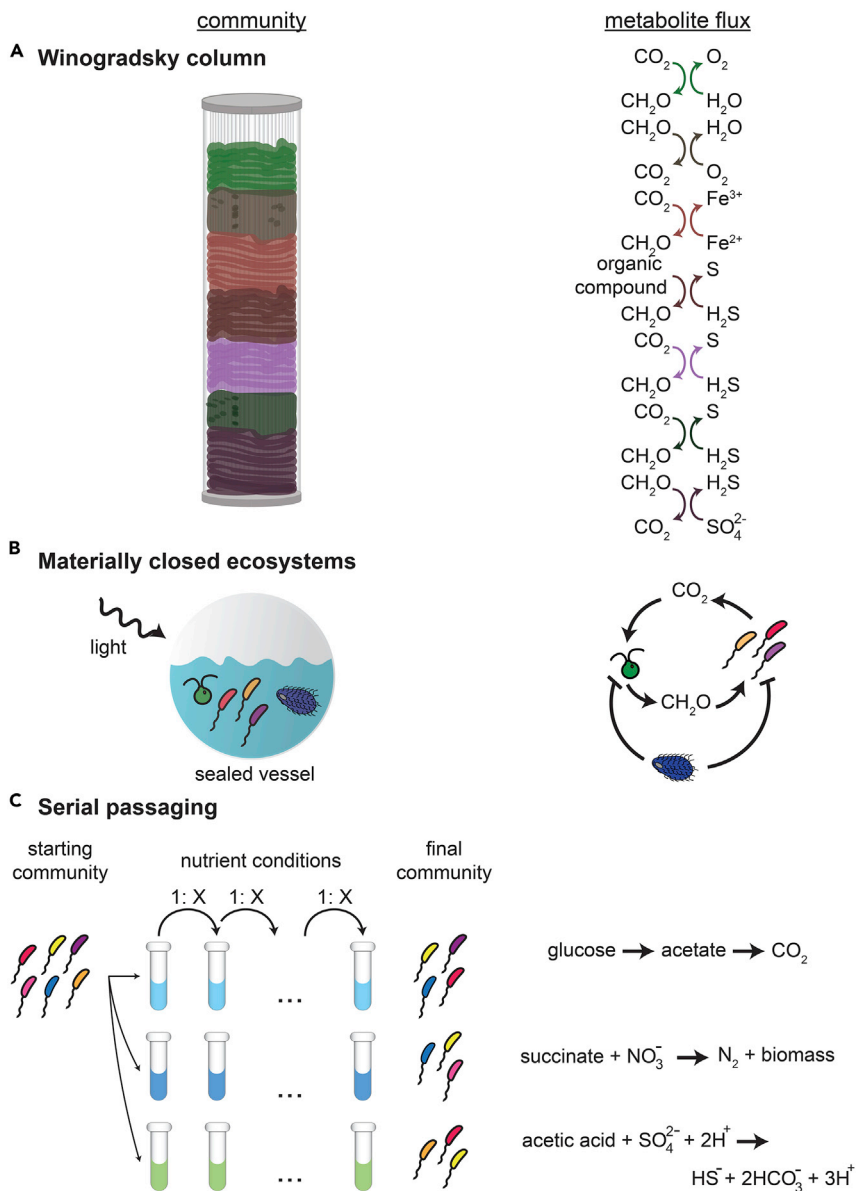 community
metabolite flux
A Winogradsky column
CO₂ O₂
CH₂O H₂O
CH₂O H₂O
CO₂ O₂
CO₂ Fe³⁺
CH₂O Fe²⁺
organic S
compound
CH₂O H₂S
CO₂ S
CH₂O H₂S
CO₂ S
CH₂O H₂S
CH₂O H₂S
CO₂ SO₄²⁻
B Materially closed ecosystems
light
sealed vessel
CO₂
CH₂O
C Serial passaging
starting
community
nutrient conditions
final
community
1: X 1: X 1: X
...
glucose → acetate → CO₂
...
succinate + NO₃⁻ → N₂ + biomass
...
acetic acid + SO₄²⁻ + 2H⁺ →
HS⁻ + 2HCO₃⁻ + 3H⁺